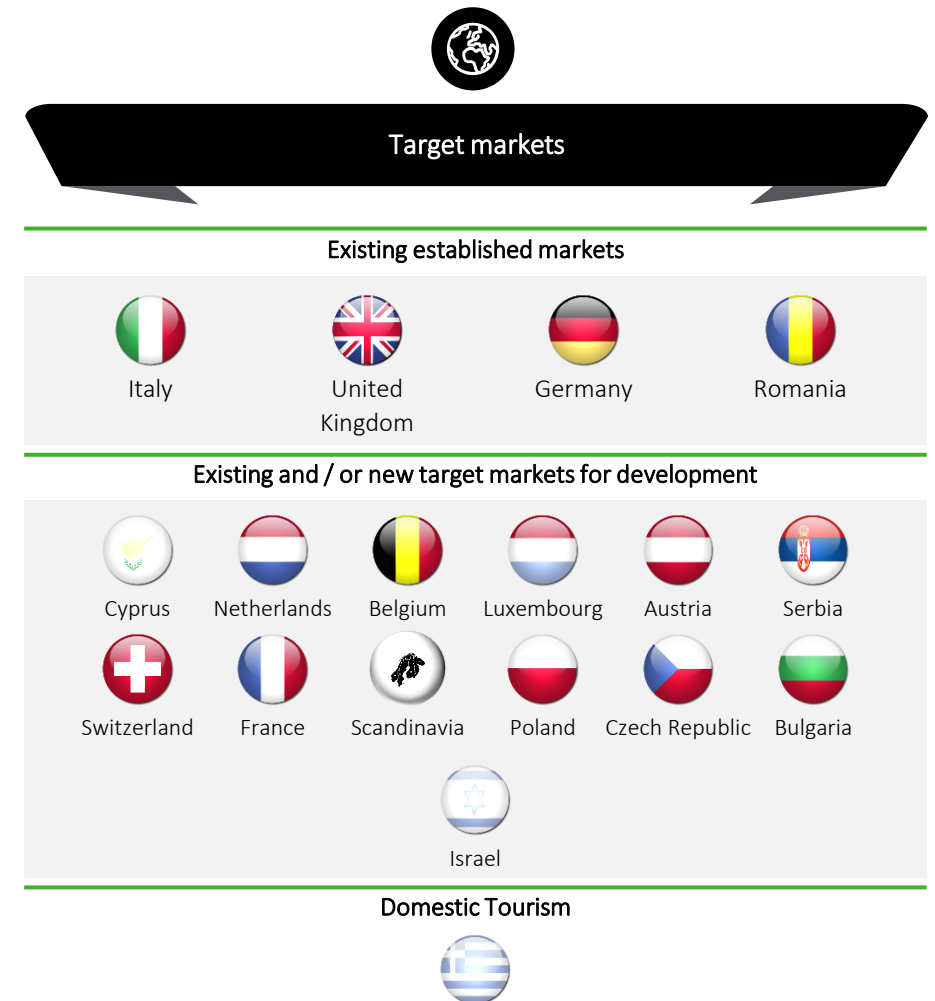 Target markets
Existing established markets
Italy
United
Kingdom
Germany
Romania
Existing and / or new target markets for development
Cyprus
Netherlands
Belgium
Luxembourg
Austria
Serbia
Switzerland
France
Scandinavia
Poland
Czech Republic
Bulgaria
Israel
Domestic Tourism